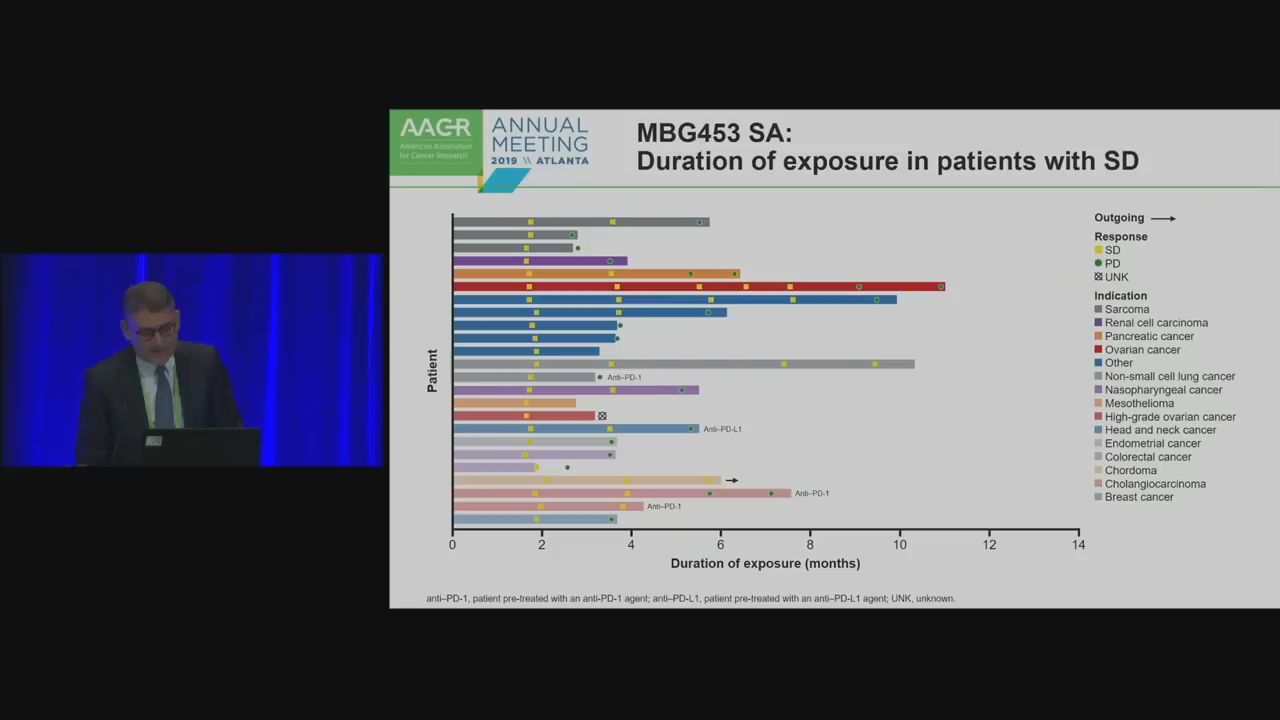 AACR
American Association
for Cancer Research
ANNUAL
MEETING
2019 \\ ATLANTA
MBG453 SA:
Duration of exposure in patients with SD
Patient
Anti–PD-1
Anti–PD-L1
Anti–PD-1
Anti–PD-1
0 2 4 6 8 10 12 14
Duration of exposure (months)
Outgoing
Response
SD
PD
UNK
Indication
Sarcoma
Renal cell carcinoma
Pancreatic cancer
Ovarian cancer
Other
Non-small cell lung cancer
Nasopharyngeal cancer
Mesothelioma
High-grade ovarian cancer
Head and neck cancer
Endometrial cancer
Colorectal cancer
Chordoma
Cholangiocarcinoma
Breast cancer
anti–PD-1, patient pre-treated with an anti-PD-1 agent; anti–PD-L1, patient pre-treated with an anti–PD-L1 agent; UNK, unknown.